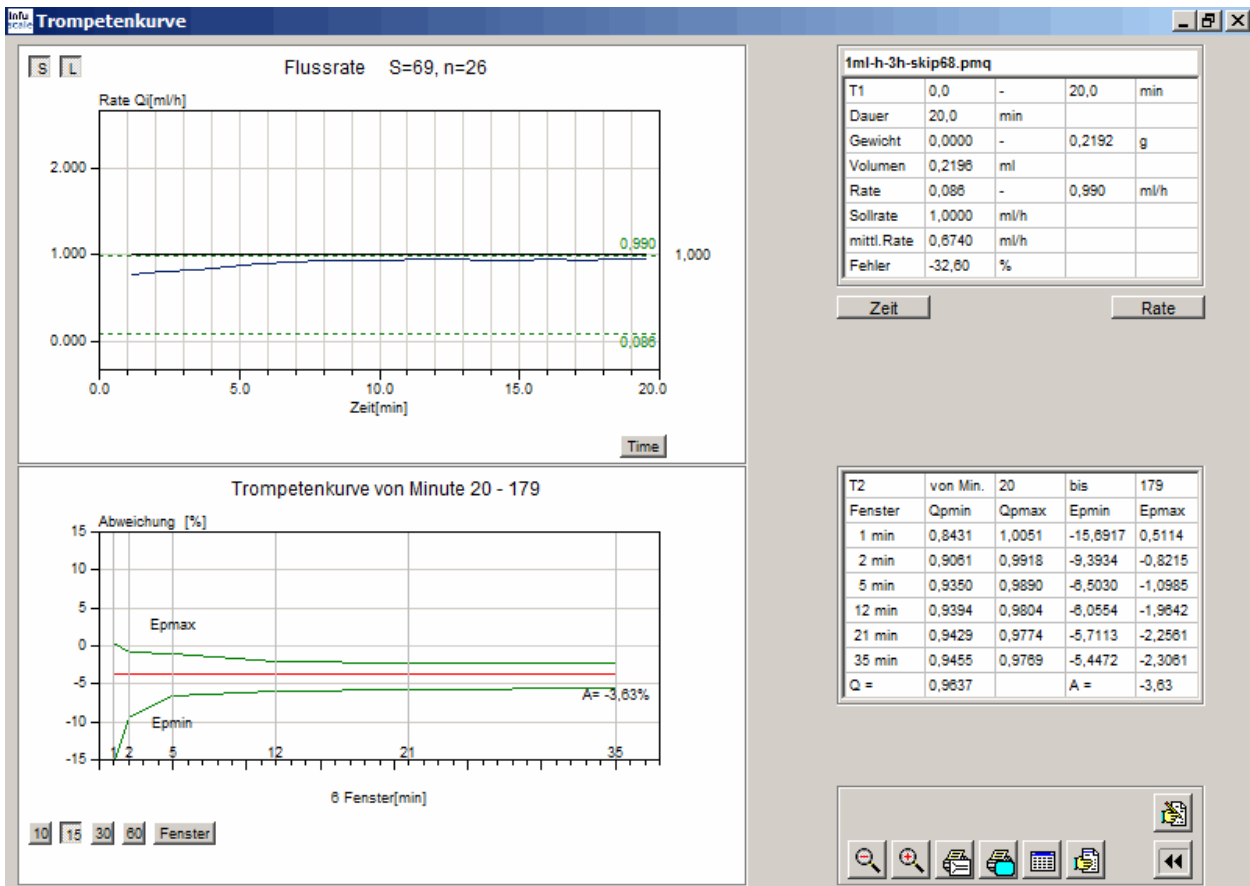 Infu
scale Trompetenkurve
S L
Flussrate S=69, n=26
Rate Qi[ml/h]
2.000
1.000
0.000
0,990
1,000
0,086
0.0 5.0 10.0 15.0 20.0
Zeit[min]
Time
1ml-h-3h-skip68.pmq
T1 0,0 - 20,0 min
Dauer 20,0 min
Gewicht 0,0000 - 0,2192 g
Volumen 0,2196 ml
Rate 0,086 - 0,990 ml/h
Sollrate 1,0000 ml/h
mittl.Rate 0,6740 ml/h
Fehler -32,60 %
Zeit Rate
Trompetenkurve von Minute 20 - 179
Abweichung [%]
15
10
5
0
-5
-10
-15
Epmax
A= -3,63%
Epmin
1 2 5 12 21 35
6 Fenster[min]
10 15 30 60 Fenster
T2 von Min. 20 bis 179
Fenster Qpmin Qpmax Epmin Epmax
1 min 0,8431 1,0051 -15,6917 0,5114
2 min 0,9061 0,9918 -9,3934 -0,8215
5 min 0,9350 0,9890 -6,5030 -1,0985
12 min 0,9394 0,9804 -6,0554 -1,9642
21 min 0,9429 0,9774 -5,7113 -2,2561
35 min 0,9455 0,9769 -5,4472 -2,3061
Q = 0,9637 A = -3,63